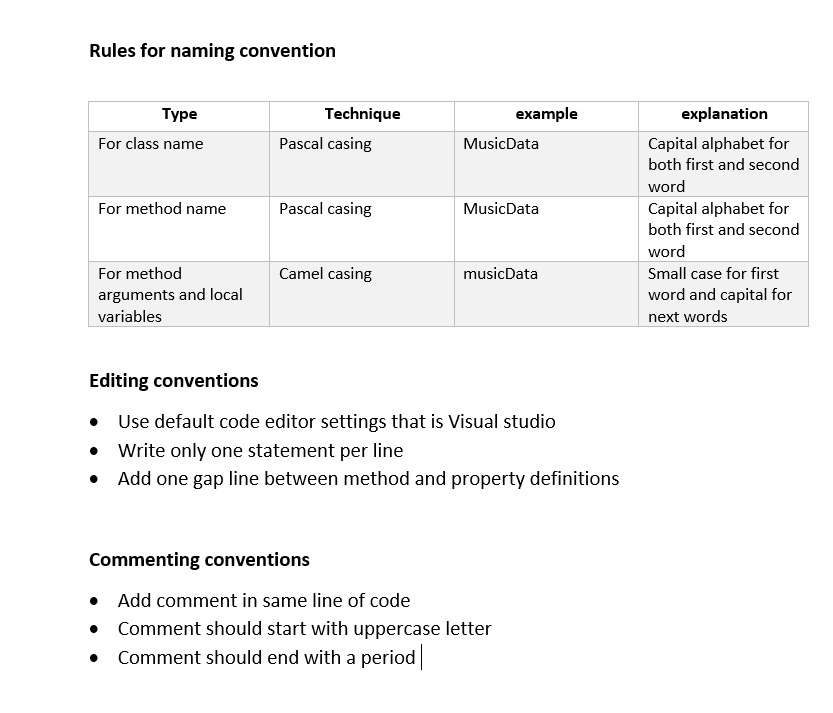 Rules for naming convention
Type Technique example explanation
For class name Pascal casing MusicData Capital alphabet for
both first and second
word
For method name Pascal casing MusicData Capital alphabet for
both first and second
word
For method Camel casing musicData Small case for first
arguments and local word and capital for
variables next words
Editing conventions
• Use default code editor settings that is Visual studio
• Write only one statement per line
• Add one gap line between method and property definitions
Commenting conventions
• Add comment in same line of code
• Comment should start with uppercase letter
• Comment should end with a period